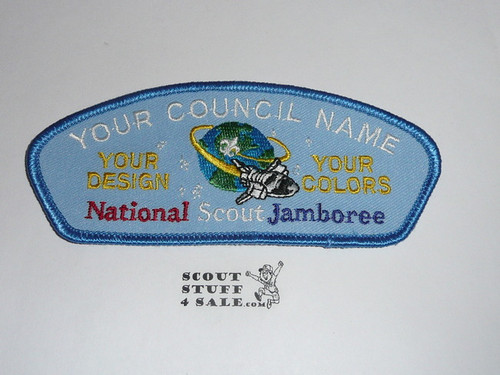 YOUR COUNCIL NAME
YOUR DESIGN
YOUR COLORS
National Scout Jamboree
SCOUT
STUFF
4 SALE.COM